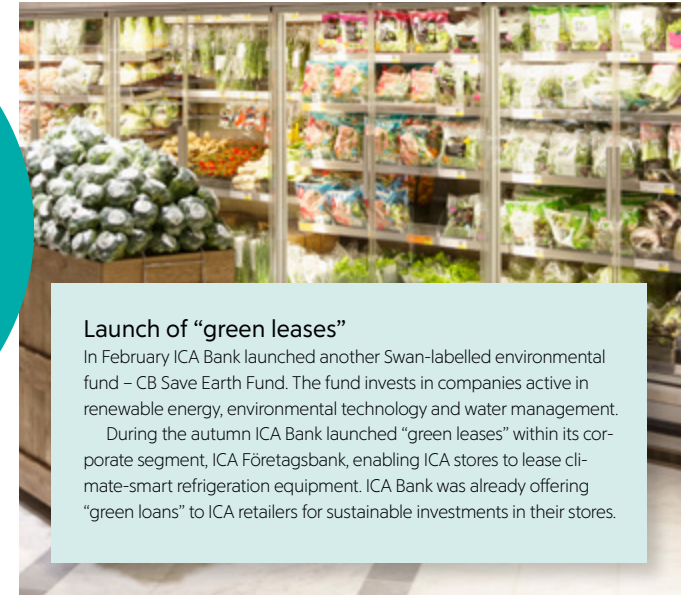 Launch of “green leases”
In February ICA Bank launched another Swan-labelled environmental
fund – CB Save Earth Fund. The fund invests in companies active in
renewable energy, environmental technology and water management.
During the autumn ICA Bank launched “green leases” within its cor-
porate segment, ICA Företagsbank, enabling ICA stores to lease cli-
mate-smart refrigeration equipment. ICA Bank was already offering
“green loans” to ICA retailers for sustainable investments in their stores.